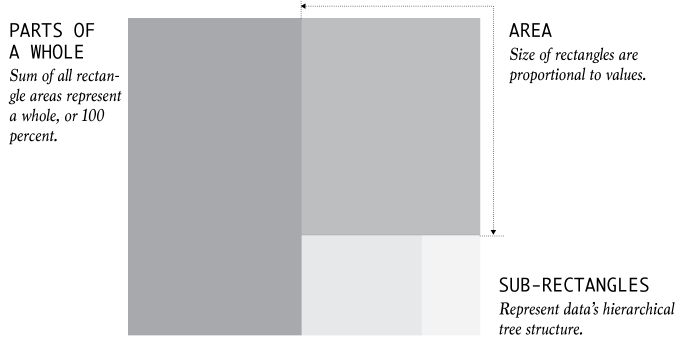 PARTS OF
A WHOLE
Sum of all rectan-
gle areas represent
a whole, or 100
percent.
AREA
Size of rectangles are
proportional to values.
SUB-RECTANGLES
Represent data's hierarchical
tree structure.